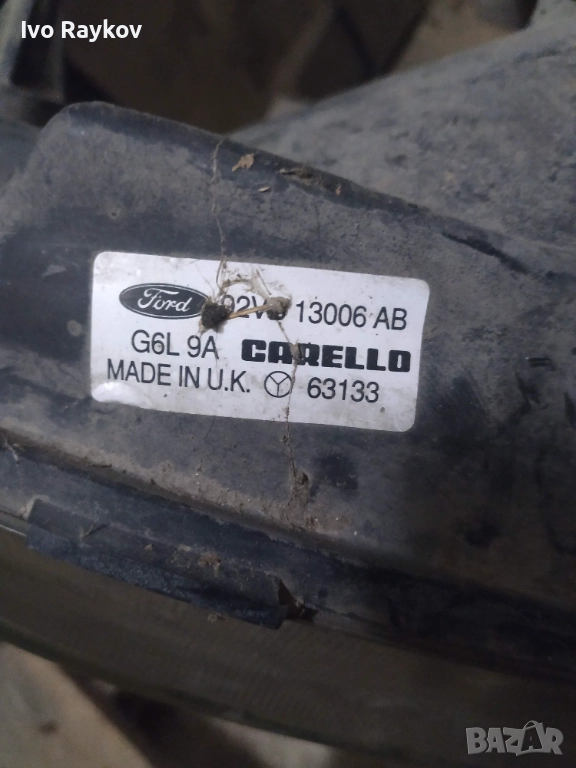 Ivo Raykov
Ford 13006 AB
G6L 9A CARELLO
MADE IN U.K. 63133
BAZAR